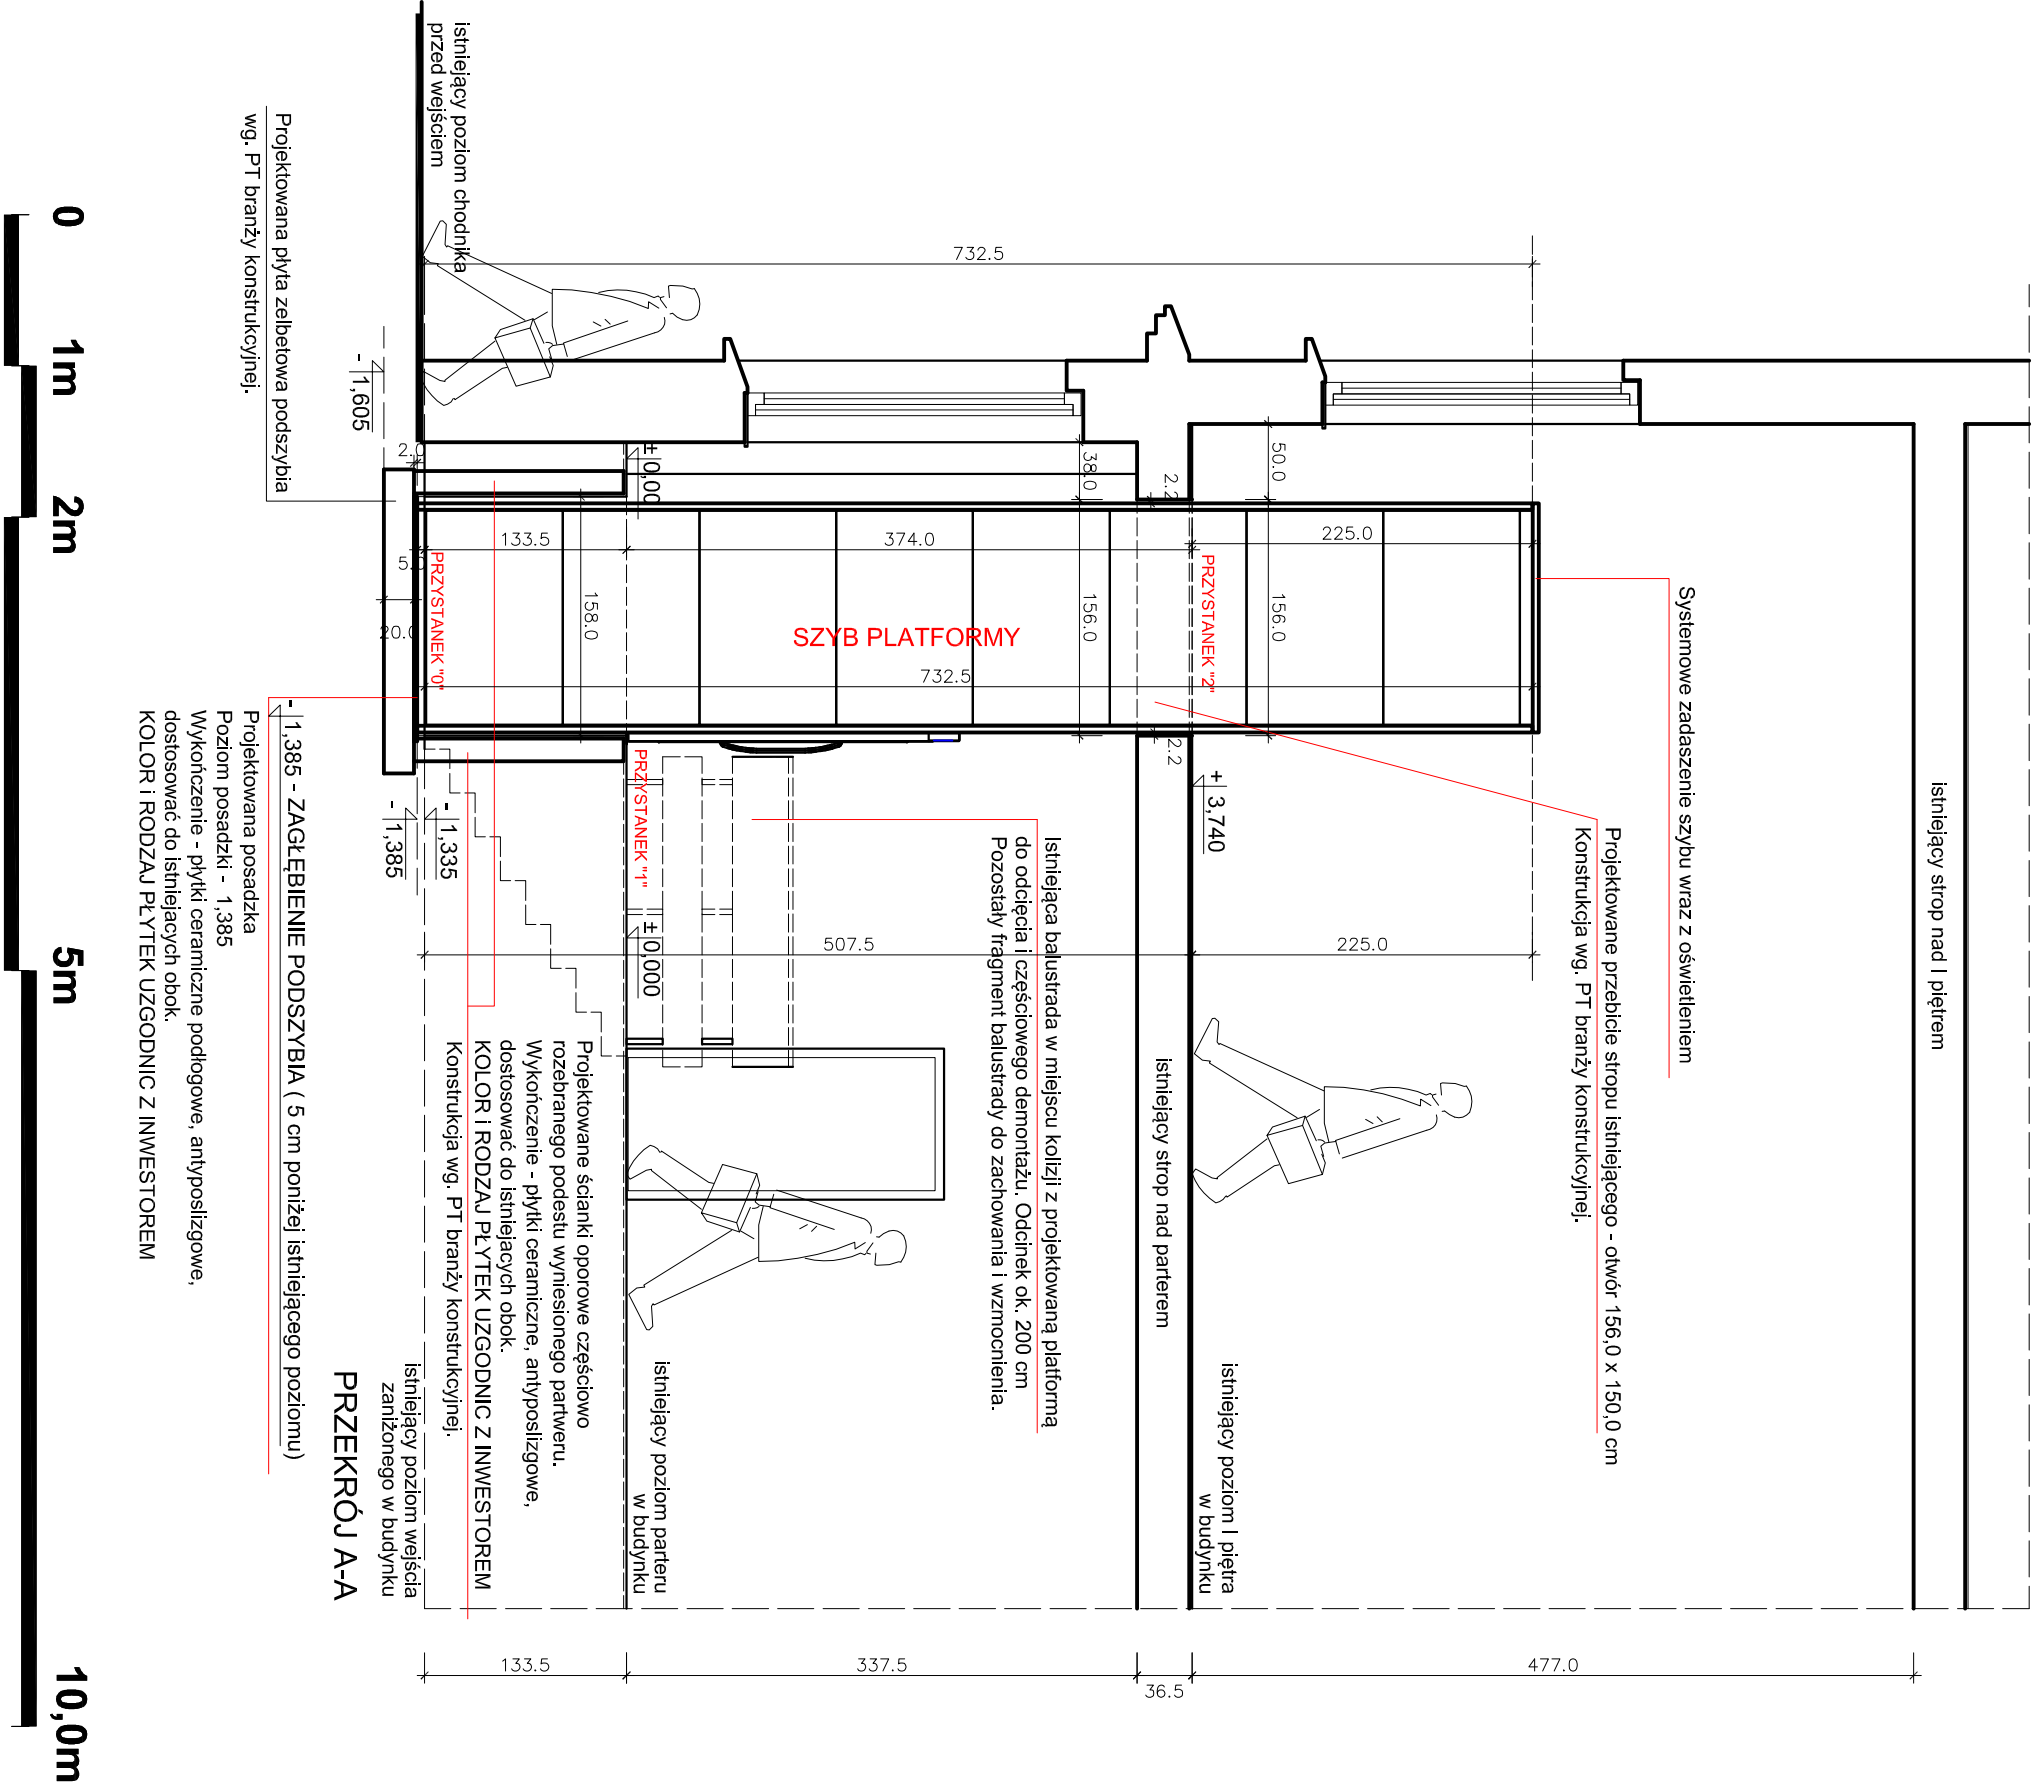 istniejący strop nad I piętrem
Systemowe zadaszenie szybu wraz z oświetleniem
Projektowane przebicie stropu istniejącego - otwór 156,0 x 150,0 cm
Konstrukcja wg. PT branży konstrukcyjnej.
istniejący poziom I piętra
w budynku
+ 3,740
istniejący strop nad parterem
Istniejąca balustrada w miejscu kolizji z projektowaną platformą
do odcięcia i częściowego demontażu. Odcinek ok. 200 cm
Pozostały fragment balustrady do zachowania i wzmocnienia.
istniejący poziom parteru
w budynku
± 0,000
± 0,00
PRZYSTANEK "2"
PRZYSTANEK "1"
PRZYSTANEK "0"
SZYB PLATFORMY
Projektowane ścianki oporowe częściowo
rozebranego podestu wyniesionego partweru.
Wykończenie - płytki ceramiczne, antyposlizgowe,
dostosować do istniejacych obok.
KOLOR i RODZAJ PŁYTEK UZGODNIC Z INWESTOREM
Konstrukcja wg. PT branży konstrukcyjnej.
istniejący poziom wejścia
zaniżonego w budynku
istniejący poziom chodnika
przed wejściem
- 1,335
- 1,385
- 1,605
PRZEKRÓJ A-A
- 1,385 - ZAGŁĘBIENIE PODSZYBIA ( 5 cm poniżej istniejącego poziomu)
Projektowana posadzka
Poziom posadzki - 1,385
Wykończenie - płytki ceramiczne podłogowe, antyposlizgowe,
dostosować do istniejacych obok.
KOLOR i RODZAJ PŁYTEK UZGODNIC Z INWESTOREM
Projektowana płyta zelbetowa podszybia
wg. PT branży konstrukcyjnej.
732.5
50.0
38.0
2.2
2.0
133.5
374.0
225.0
5.0
20.0
158.0
156.0
156.0
732.5
2.2
507.5
225.0
133.5
337.5
36.5
477.0
0
1m
2m
5m
10,0m